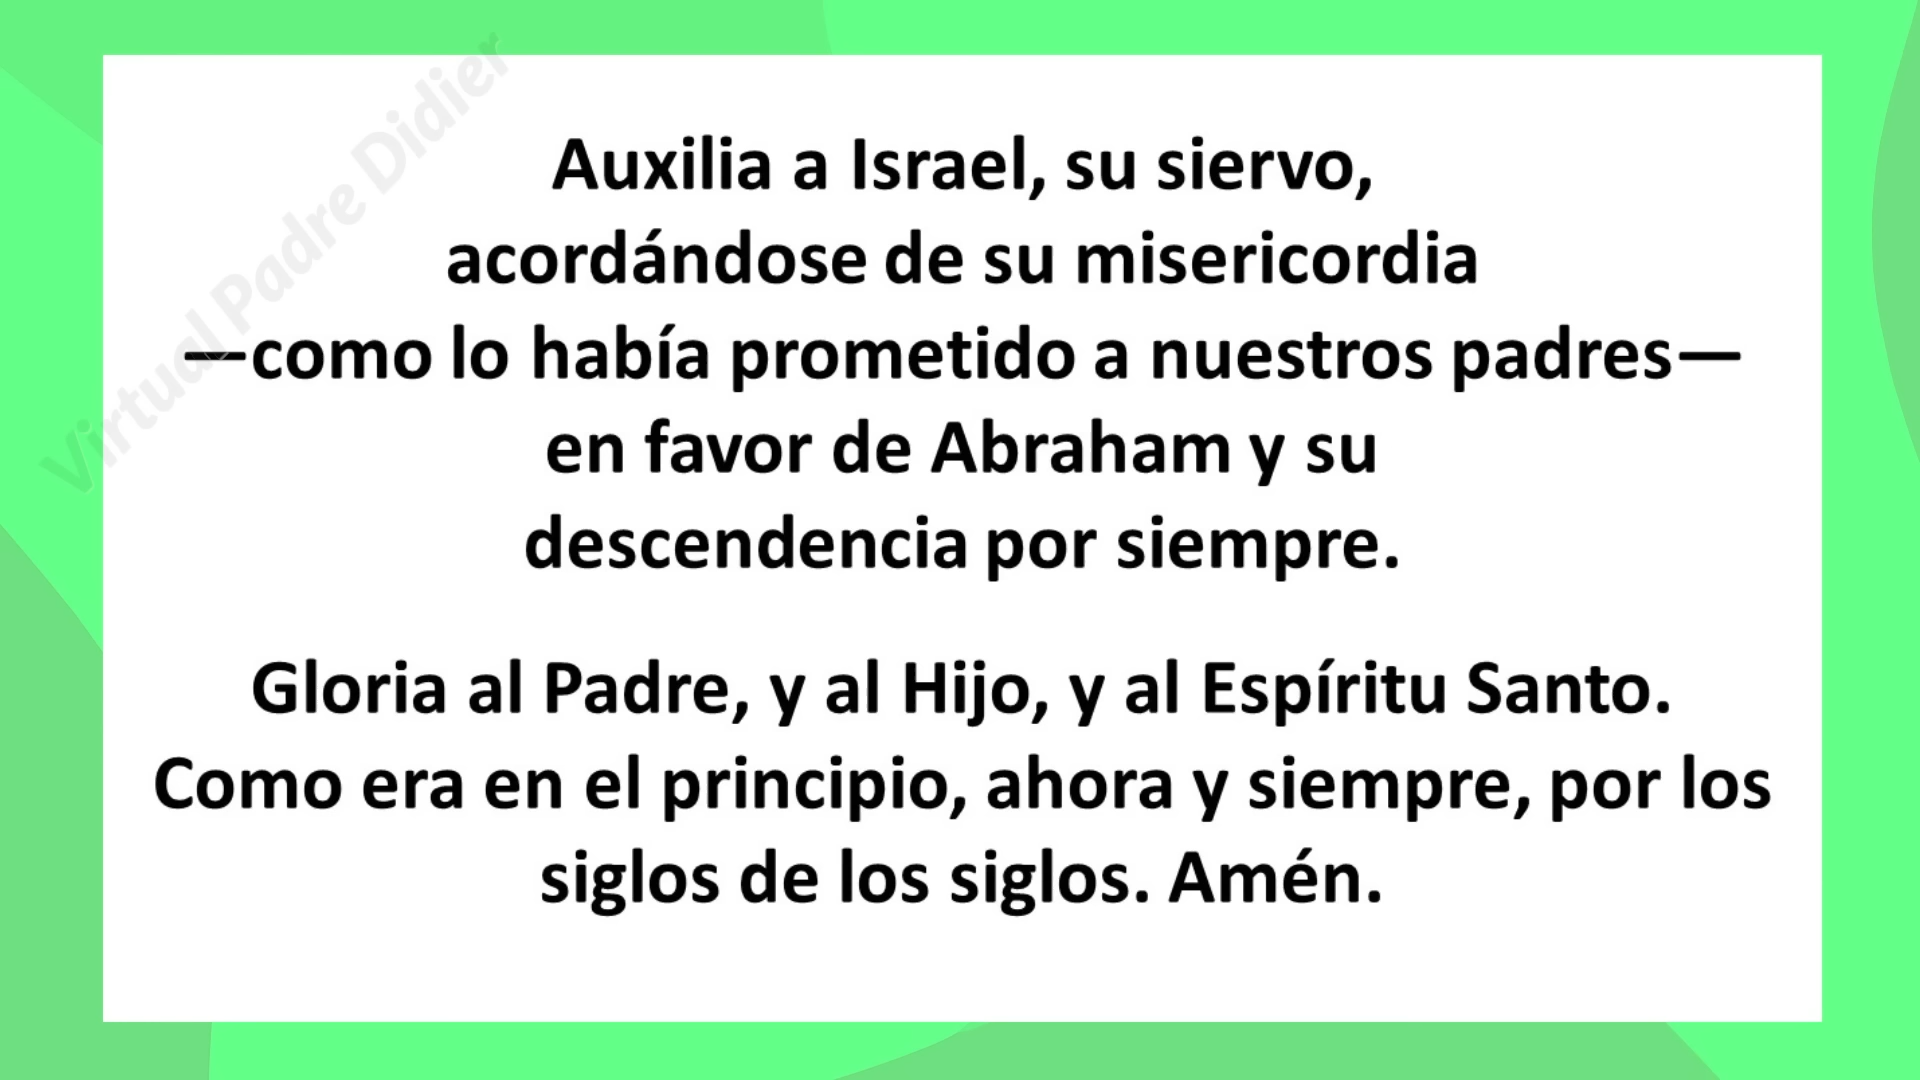 Virtual Padre Didier
Auxilia a Israel, su siervo,
acordándose de su misericordia
—como lo había prometido a nuestros padres—
en favor de Abraham y su
descendencia por siempre.
Gloria al Padre, y al Hijo, y al Espíritu Santo.
Como era en el principio, ahora y siempre, por los
siglos de los siglos. Amén.